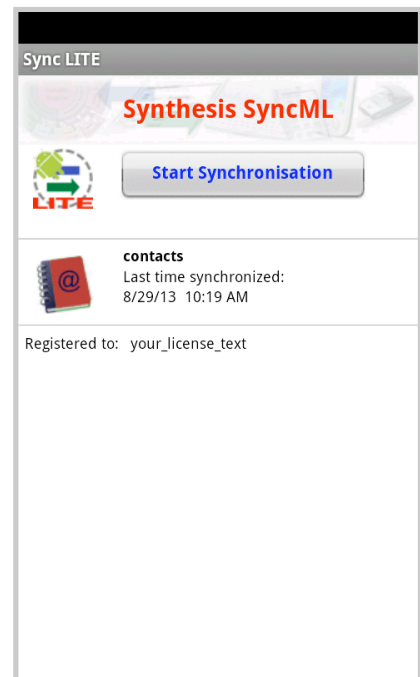 Sync LITE
Synthesis SyncML
LITE
Start Synchronisation
@
contacts
Last time synchronized:
8/29/13 10:19 AM
Registered to: your_license_text